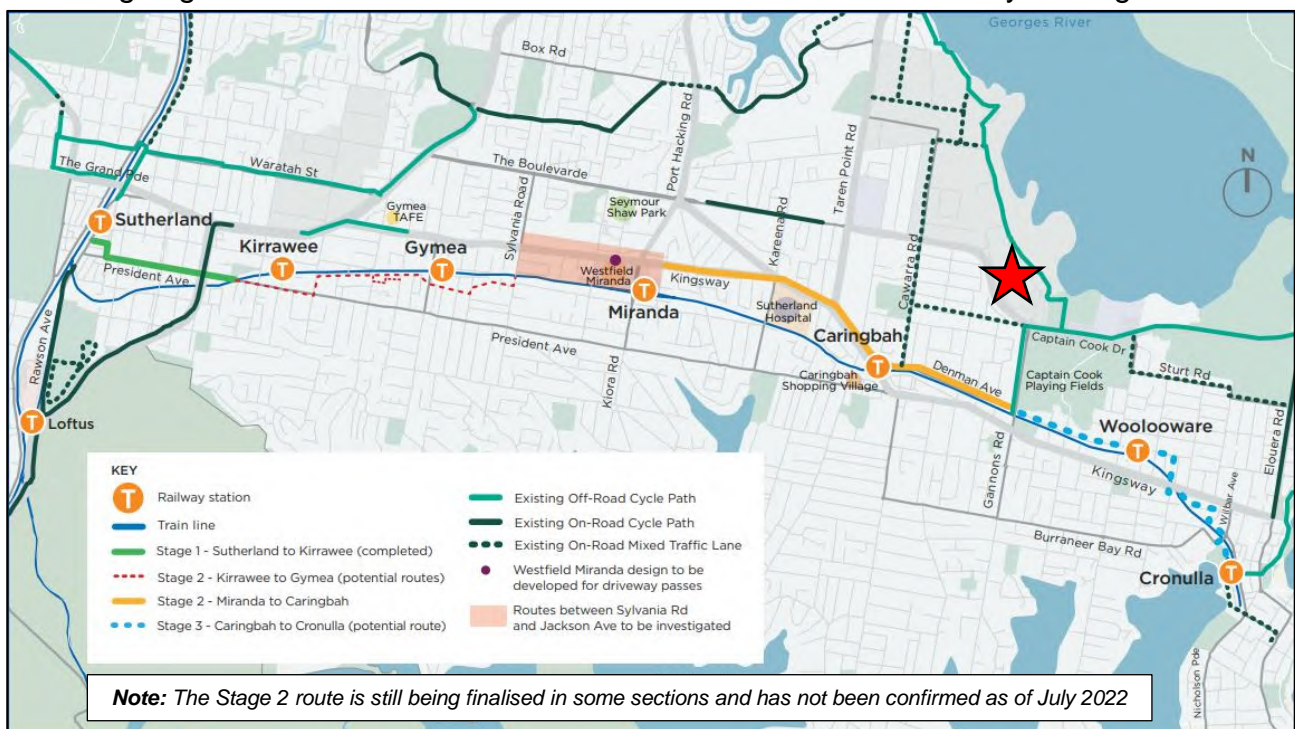 Georges River
Box Rd
Port Hacking Rd
Taren Point Rd
N
The Grand Pde
Waratah St
The Boulevarde
Sutherland
Gymea
TAFE
Seymour
Shaw Park
Sylvania Road
Kareena Rd
Cawarra Rd
Kirrawee
Gymea
President Ave
Westfield
Miranda
Kingsway
Miranda
Sutherland
Hospital
Caringbah
Captain Cook Dr
Rawson Ave
President Ave
Kiora Rd
Caringbah
Shopping Village
Denman Ave
Captain Cook
Playing Fields
Sturt Rd
Loftus
Woolooware
Elouera Rd
Gannons Rd
Kingsway
Wilbar Ave
Burraneer Bay Rd
Cronulla
Nicholson Pde
KEY
T Railway station
Train line
Stage 1 - Sutherland to Kirrawee (completed)
Stage 2 - Kirrawee to Gymea (potential routes)
Stage 2 - Miranda to Caringbah
Stage 3 - Caringbah to Cronulla (potential route)
Existing Off-Road Cycle Path
Existing On-Road Cycle Path
Existing On-Road Mixed Traffic Lane
Westfield Miranda design to be
developed for driveway passes
Routes between Sylvania Rd
and Jackson Ave to be investigated
Note: The Stage 2 route is still being finalised in some sections and has not been confirmed as of July 2022